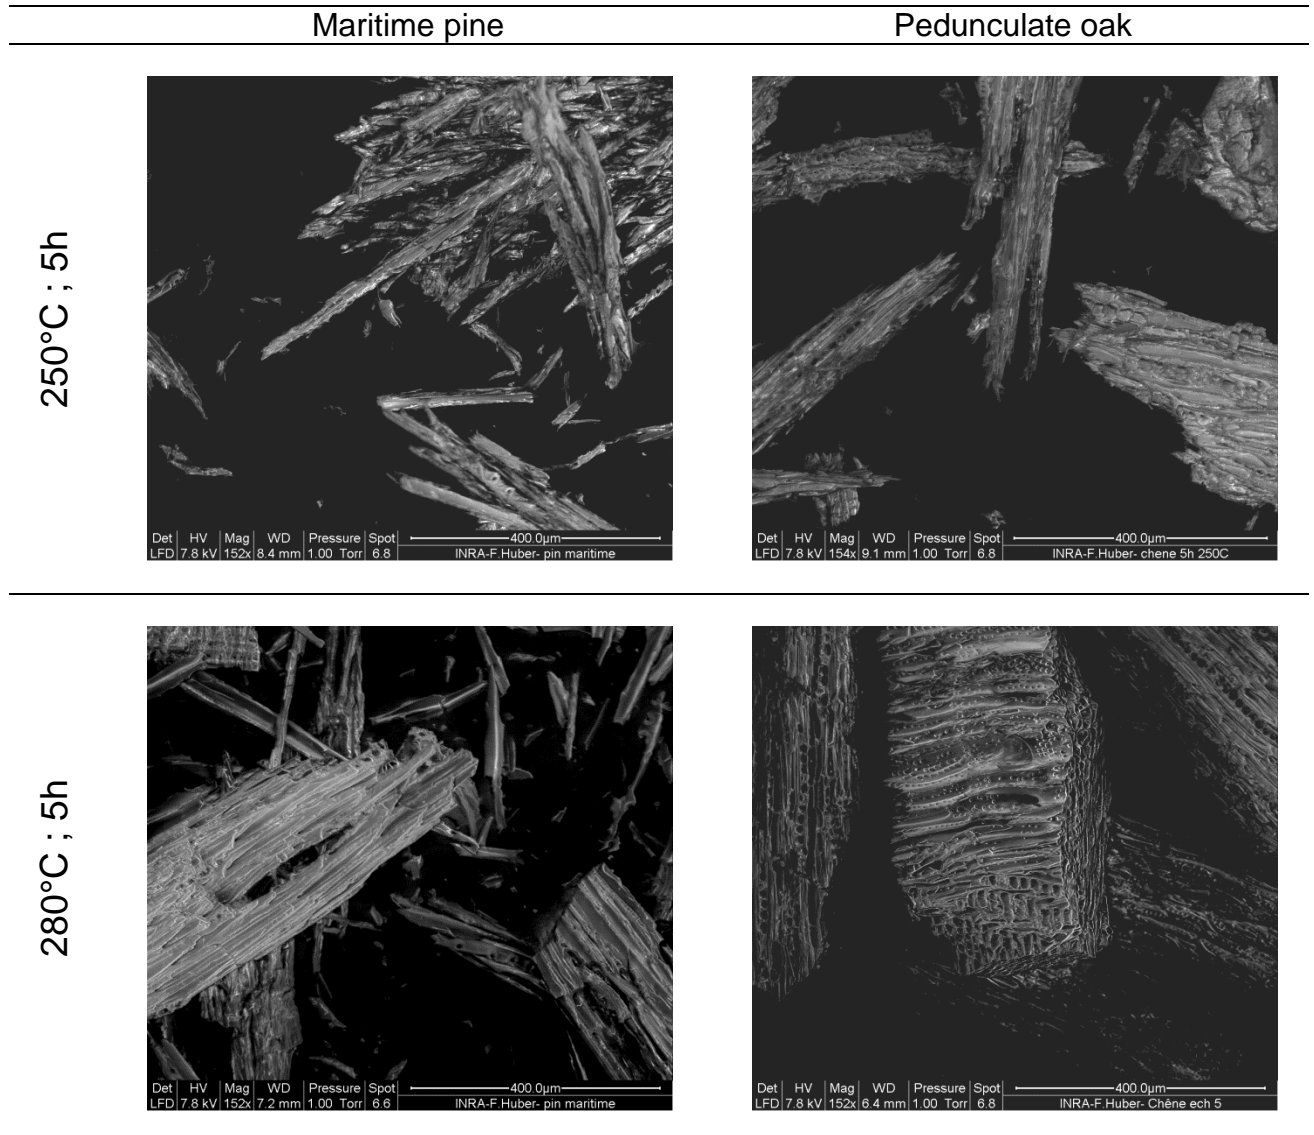 Maritime pine Pedunculate oak
250°C ; 5h
Det HV Mag WD Pressure Spot 400.0µm
LFD 7.8 kV 152x 8.4 mm 1.00 Torr 6.8 INRA-F.Huber- pin maritime
Det HV Mag WD Pressure Spot 400.0µm
LFD 7.8 kV 154x 9.1 mm 1.00 Torr 6.8 INRA-F.Huber- chene 5h 250C
280°C ; 5h
Det HV Mag WD Pressure Spot 400.0µm
LFD 7.8 kV 152x 7.2 mm 1.00 Torr 6.6 INRA-F.Huber- pin maritime
Det HV Mag WD Pressure Spot 400.0µm
LFD 7.8 kV 152x 6.4 mm 1.00 Torr 6.8 INRA-F.Huber- Chêne ech 5